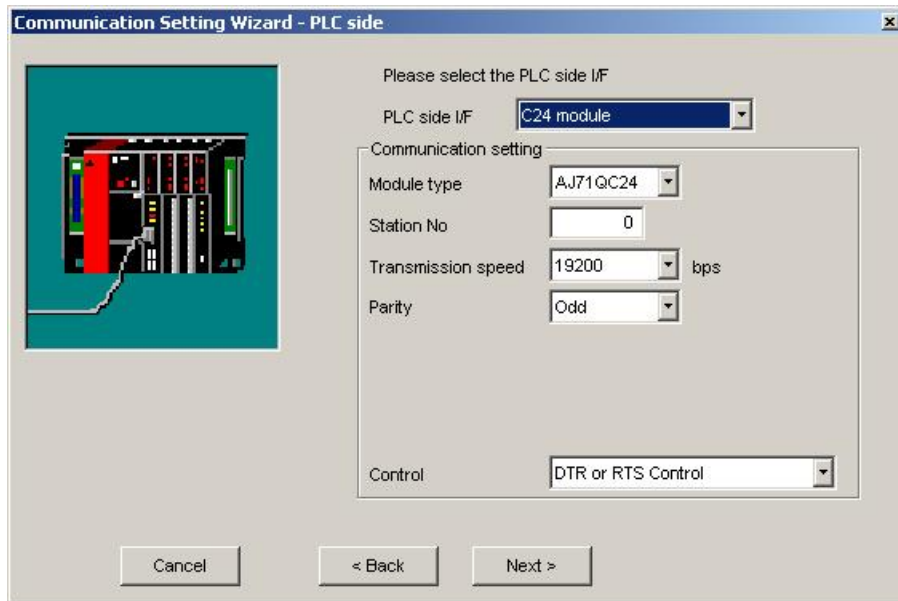 Communication Setting Wizard - PLC side
Please select the PLC side I/F
PLC side I/F C24 module
Communication setting
Module type AJ71QC24
Station No 0
Transmission speed 19200 bps
Parity Odd
Control DTR or RTS Control
Cancel < Back Next >